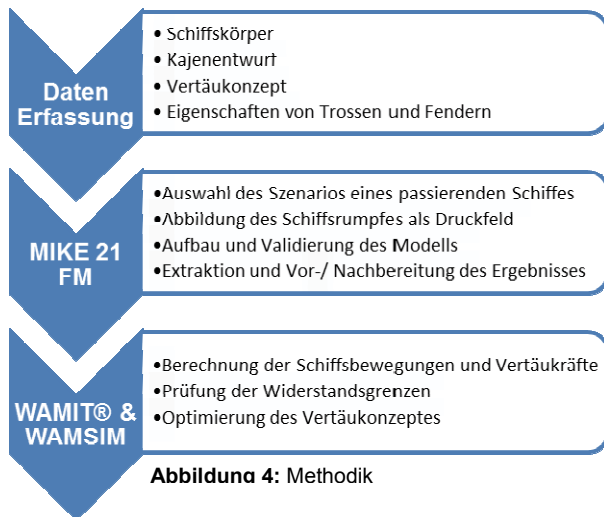 Daten
Erfassung
• Schiffskörper
• Kajenentwurf
• Vertäukonzept
• Eigenschaften von Trossen und Fendern
MIKE 21
FM
•Auswahl des Szenarios eines passierenden Schiffes
•Abbildung des Schiffsrumpfes als Druckfeld
•Aufbau und Validierung des Modells
•Extraktion und Vor-/ Nachbereitung des Ergebnisses
WAMIT® &
WAMSIM
•Berechnung der Schiffsbewegungen und Vertäukräfte
•Prüfung der Widerstandsgrenzen
•Optimierung des Vertäukonzeptes
Abbildung 4: Methodik